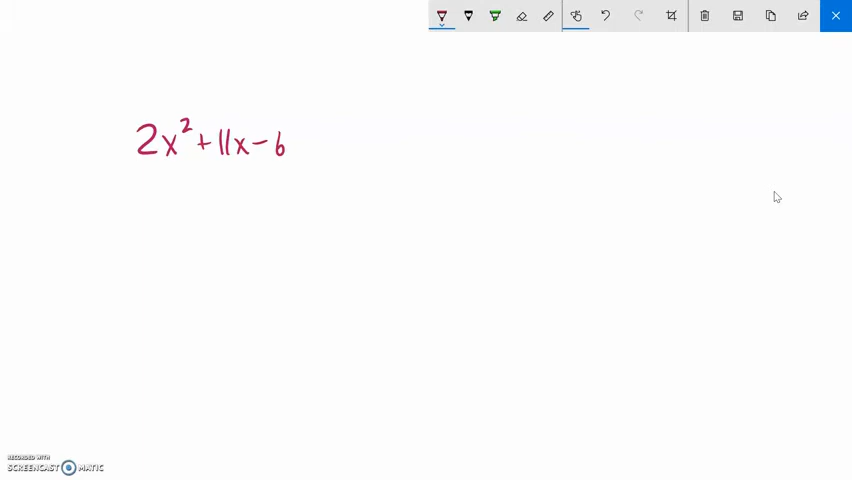 2x² + 11x - 6
RECORDED WITH
SCREENCAST MATIC